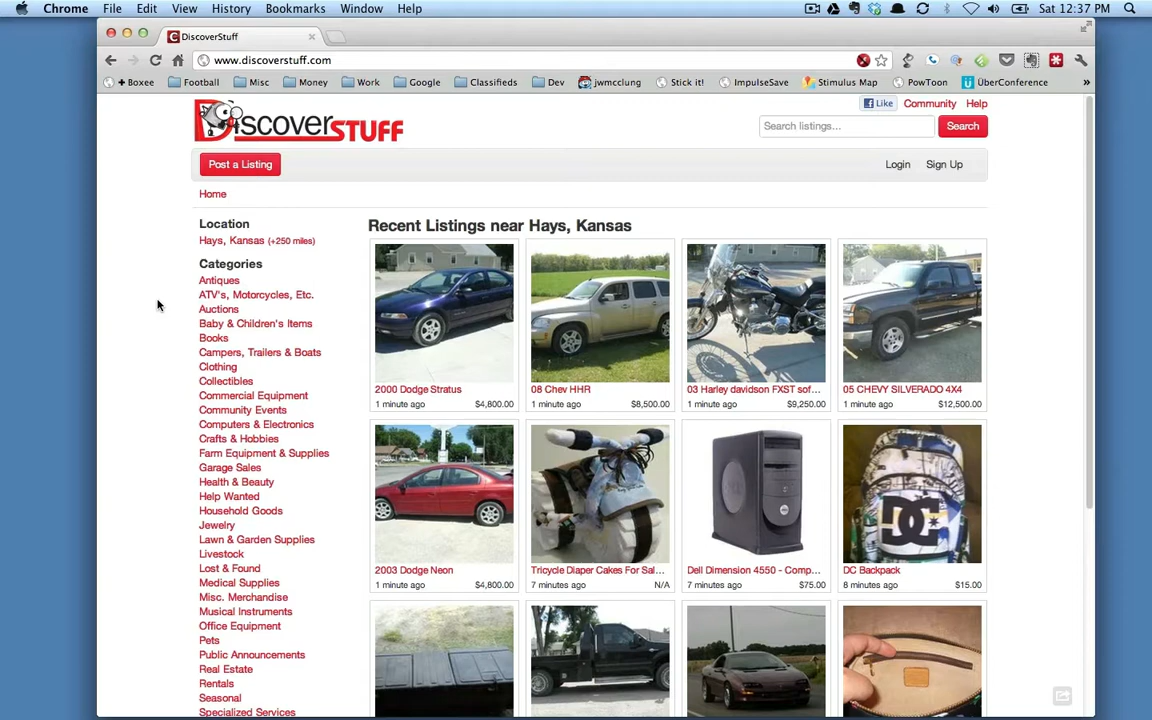 Chrome File Edit View History Bookmarks Window Help Sat 12:37 PM
DiscoverStuff
www.discoverstuff.com
+ Boxee Football Misc Money Work Google Classifieds Dev jwmcclung Stick it! ImpulseSave Stimulus Map PowToon ÜberConference »
DiscoverSTUFF
Like Community Help
Search listings... Search
Post a Listing Login Sign Up
Home
Location
Hays, Kansas (+250 miles)
Categories
Antiques
ATV's, Motorcycles, Etc.
Auctions
Baby & Children's Items
Books
Campers, Trailers & Boats
Clothing
Collectibles
Commercial Equipment
Community Events
Computers & Electronics
Crafts & Hobbies
Farm Equipment & Supplies
Garage Sales
Health & Beauty
Help Wanted
Household Goods
Jewelry
Lawn & Garden Supplies
Livestock
Lost & Found
Medical Supplies
Misc. Merchandise
Musical Instruments
Office Equipment
Pets
Public Announcements
Real Estate
Rentals
Seasonal
Specialized Services
Recent Listings near Hays, Kansas
2000 Dodge Stratus
1 minute ago $4,800.00
08 Chev HHR
1 minute ago $8,500.00
03 Harley davidson FXST sof...
1 minute ago $9,250.00
05 CHEVY SILVERADO 4X4
1 minute ago $12,500.00
2003 Dodge Neon
1 minute ago $4,800.00
Tricycle Diaper Cakes For Sal...
7 minutes ago N/A
Dell Dimension 4550 - Comp...
7 minutes ago $75.00
DC
DC Backpack
8 minutes ago $15.00